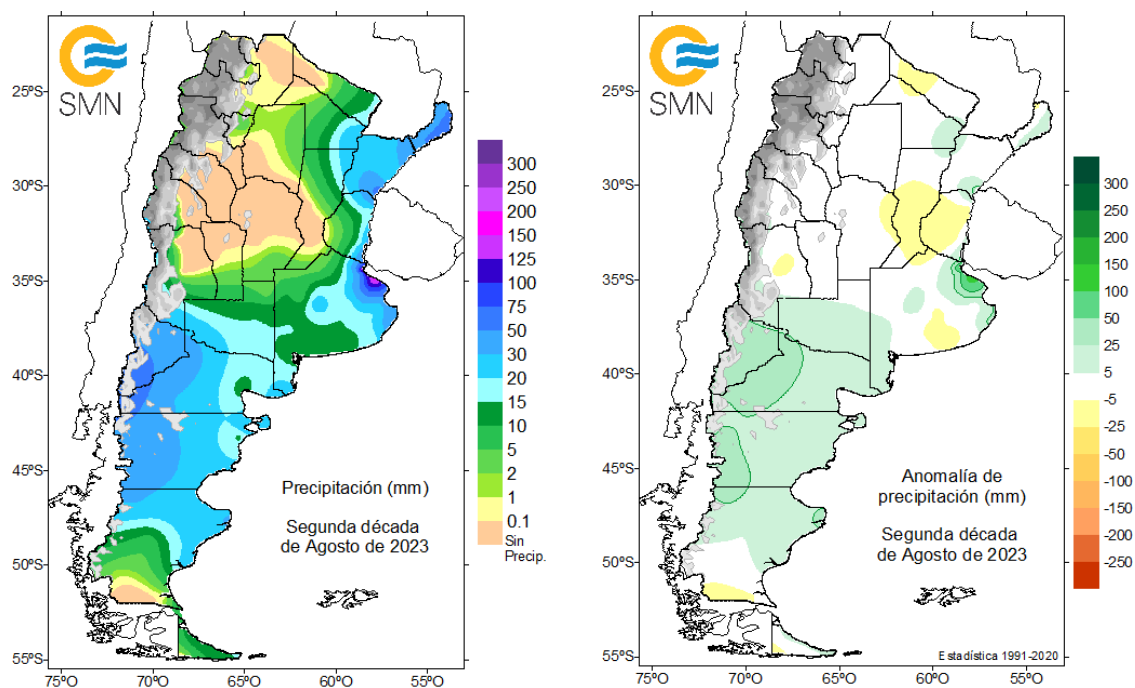 SMN
25ºS
30ºS
35ºS
40ºS
45ºS
50ºS
55ºS
75ºO
70ºO
65ºO
60ºO
55ºO
300
250
200
150
125
100
75
50
30
20
15
10
5
2
1
0.1
Sin
Precip.
Precipitación (mm)
Segunda década
de Agosto de 2023
SMN
25ºS
30ºS
35ºS
40ºS
45ºS
50ºS
55ºS
75ºO
70ºO
65ºO
60ºO
55ºO
300
250
200
150
100
50
25
5
-5
-25
-50
-100
-150
-200
-250
Anomalía de
precipitación (mm)
Segunda década
de Agosto de 2023
Estadística 1991-2020